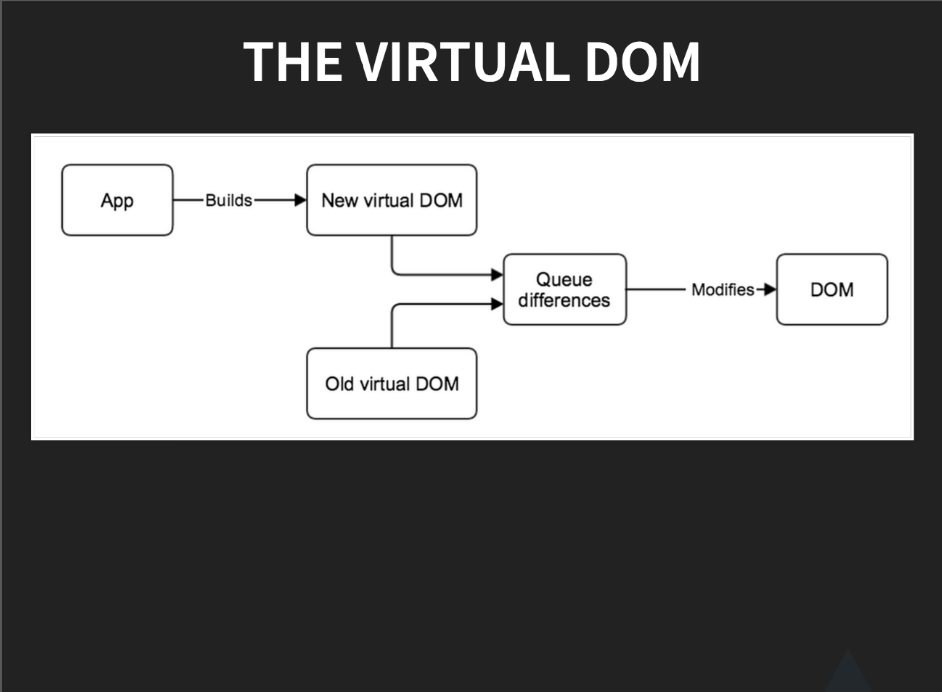 THE VIRTUAL DOM
App
Builds
New virtual DOM
Queue
differences
Modifies
DOM
Old virtual DOM